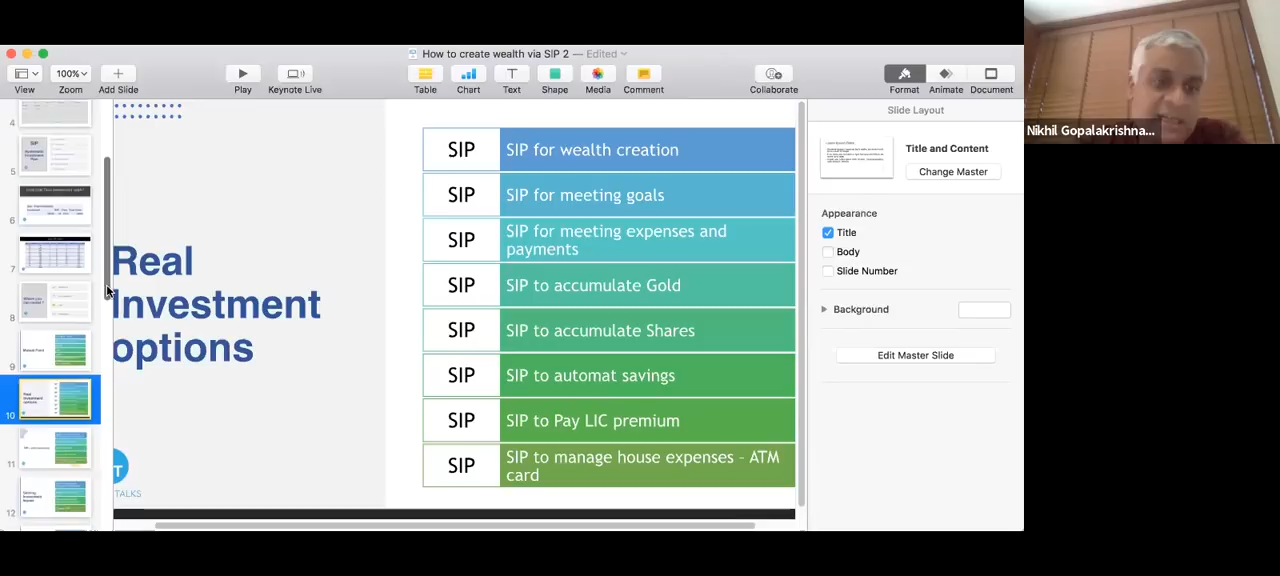 How to create wealth via SIP 2 — Edited
100%
View
Zoom
Add Slide
Play
Keynote Live
Table
Chart
Text
Shape
Media
Comment
Collaborate
Format
Animate
Document
4
5
6
7
8
9
10
11
12
Real
Investment
options
T
TALKS
SIP
SIP for wealth creation
SIP
SIP for meeting goals
SIP
SIP for meeting expenses and
payments
SIP
SIP to accumulate Gold
SIP
SIP to accumulate Shares
SIP
SIP to automat savings
SIP
SIP to Pay LIC premium
SIP
SIP to manage house expenses - ATM
card
Slide Layout
Title and Content
Change Master
Appearance
Title
Body
Slide Number
Background
Edit Master Slide
Nikhil Gopalakrishna...